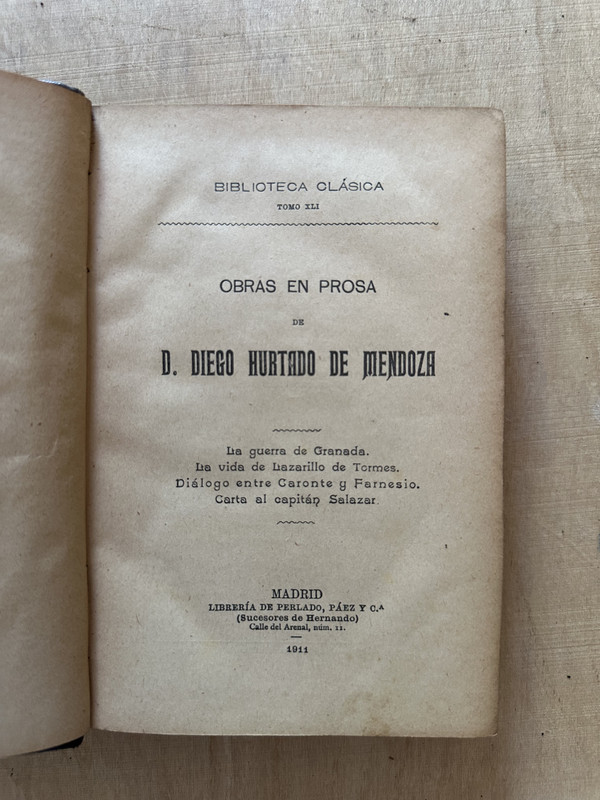 BIBLIOTECA CLÁSICA
TOMO XLI
OBRAS EN PROSA
DE
D. DIEGO HURTADO DE MENDOZA
La guerra de Granada.
La vida de Lazarillo de Tormes.
Diálogo entre Caronte y Farnesio.
Carta al capitán Salazar.
MADRID
LIBRERÍA DE PERLADO, PÁEZ Y C.ᴬ
(Sucesores de Hernando)
Calle del Arenal, núm. 11.
1911